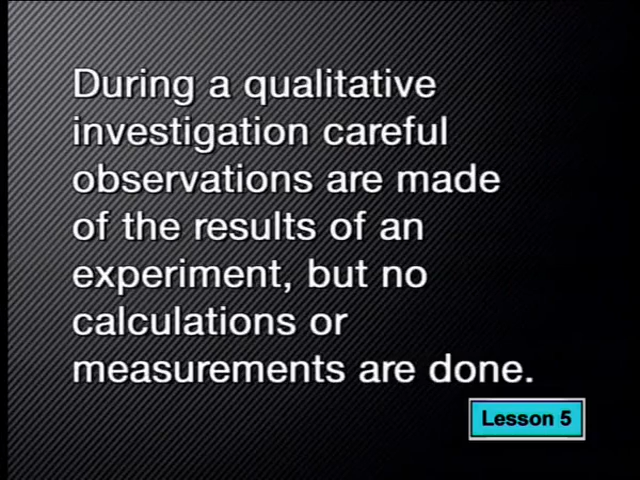 During a qualitative
investigation careful
observations are made
of the results of an
experiment, but no
calculations or
measurements are done.
Lesson 5